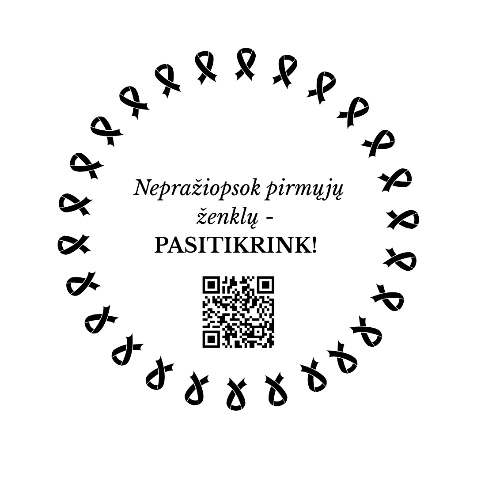 Nepražiopsok pirmųjų
ženklų -
PASITIKRINK!